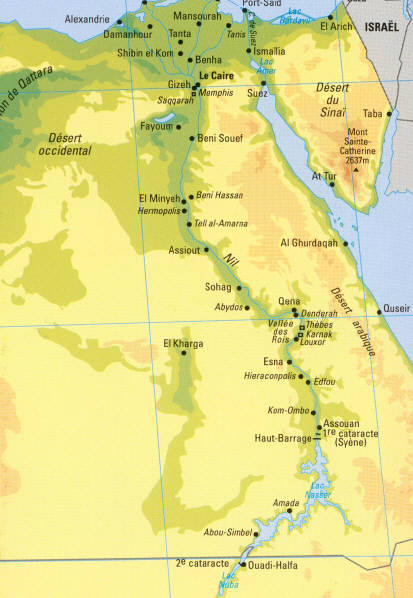 Port-Saïd
Alexandrie
Mansourah
Damanhour
Tanta
Tanis
Lac
Bardawil
El Arich
ISRAËL
Shibin el Kom
Benha
Ismaïlia
Lac
Amer
Le Caire
Gizeh
Memphis
Saqqarah
Suez
Désert
du
Sinaï
Taba
Fayoum
Désert
occidental
Beni Souef
Mont
Sainte-
Catherine
2637m
At Tur
El Minyeh
Beni Hassan
Hermopolis
Tell al-Amarna
Assiout
Nil
Al Ghurdaqah
Sohag
Abydos
Qena
Denderah
Désert arabique
Quseir
Vallée
des
Rois
Thèbes
Karnak
Louxor
El Kharga
Esna
Hieraconpolis
Edfou
Kom-Ombo
Assouan
1re cataracte
(Syène)
Haut-Barrage
Lac
Nasser
Amada
Abou-Simbel
2e cataracte
Ouadi-Halfa
Lac
Nuba